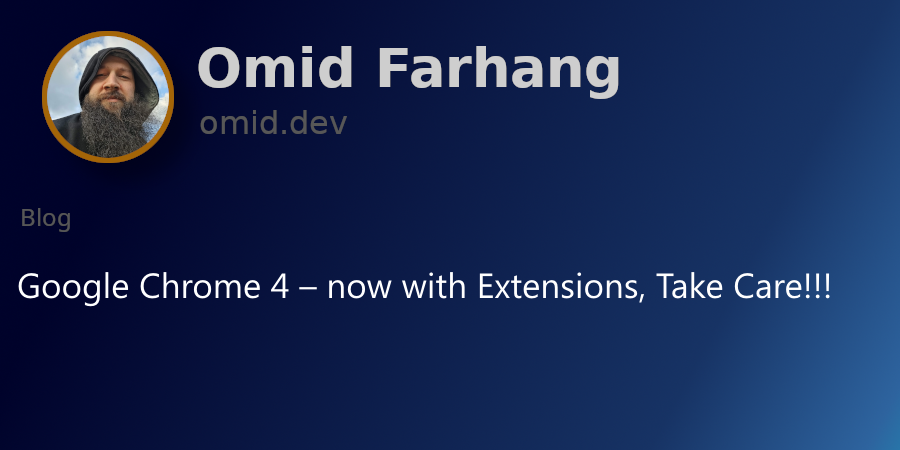 Omid Farhang
omid.dev
Blog
Google Chrome 4 – now with Extensions, Take Care!!!